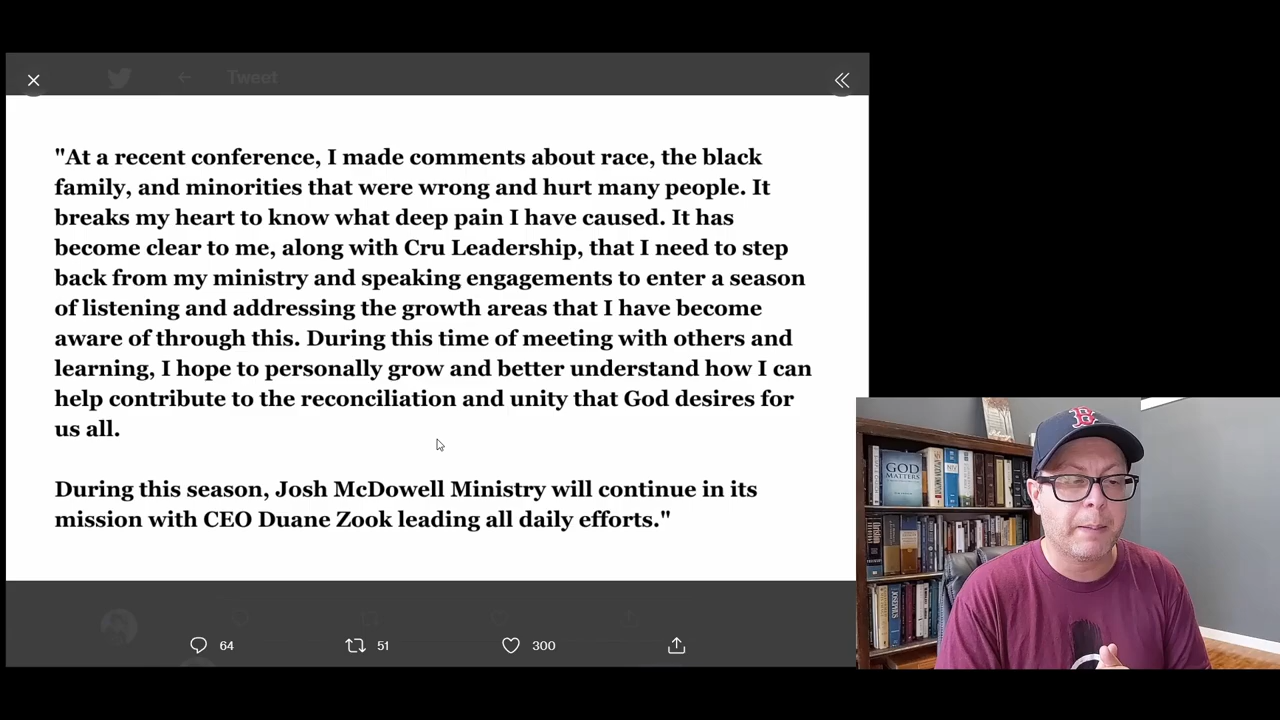 Tweet
"At a recent conference, I made comments about race, the black
family, and minorities that were wrong and hurt many people. It
breaks my heart to know what deep pain I have caused. It has
become clear to me, along with Cru Leadership, that I need to step
back from my ministry and speaking engagements to enter a season
of listening and addressing the growth areas that I have become
aware of through this. During this time of meeting with others and
learning, I hope to personally grow and better understand how I can
help contribute to the reconciliation and unity that God desires for
us all.
During this season, Josh McDowell Ministry will continue in its
mission with CEO Duane Zook leading all daily efforts."
64
51
300
GOD
MATTERS
NIV
JOSEPHUS
B